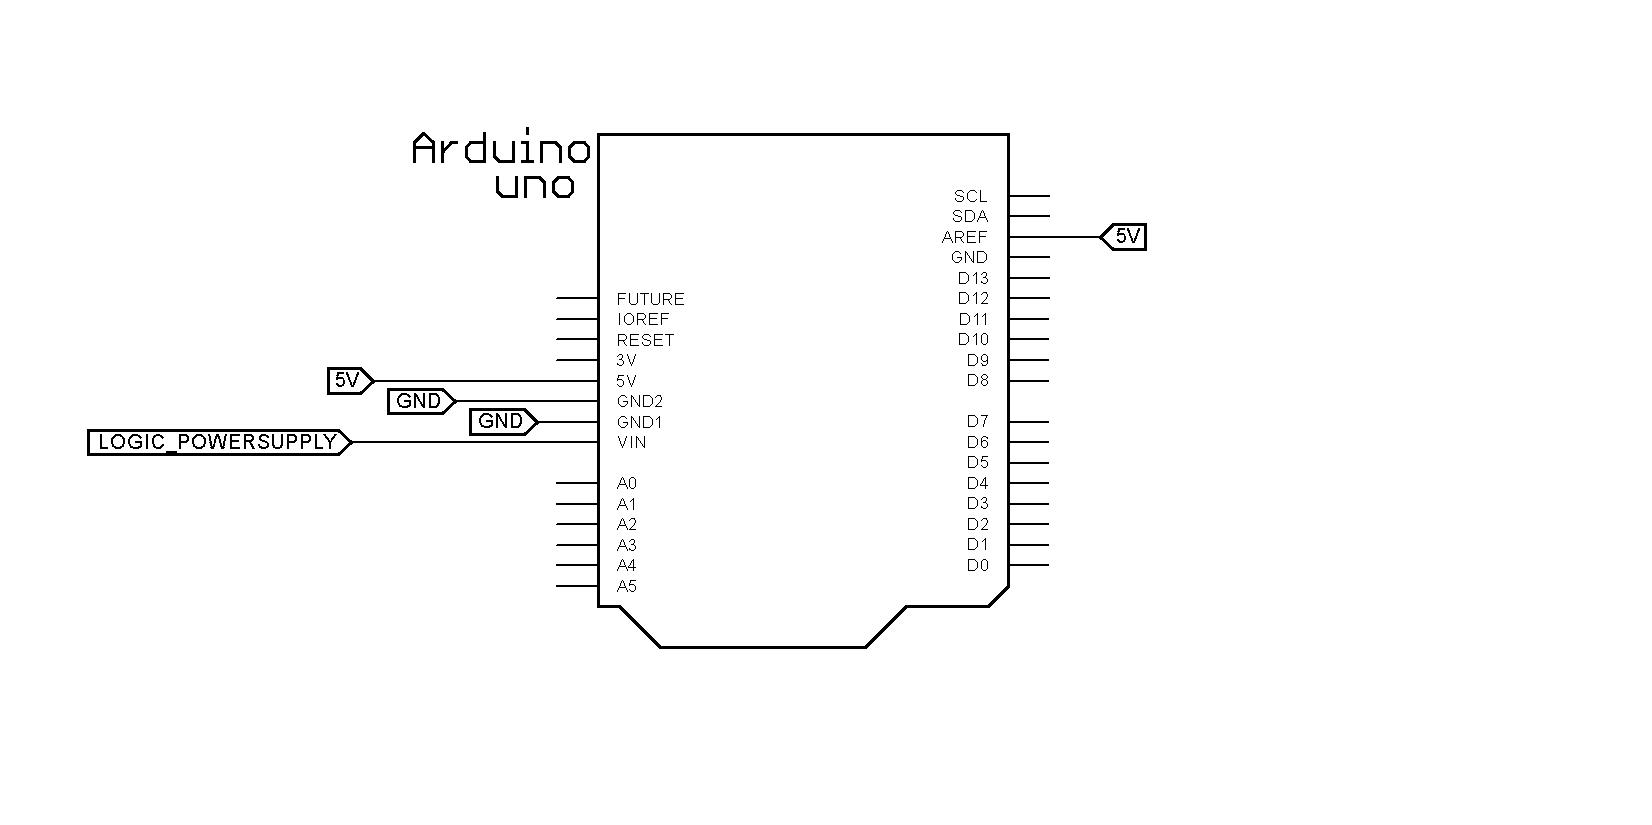 Arduino
uno
SCL
SDA
AREF
5V
GND
D13
FUTURE
D12
IOREF
D11
RESET
D10
3V
D9
5V
5V
D8
GND
GND2
GND
GND1
D7
LOGIC_POWERSUPPLY
VIN
D6
D5
A0
D4
A1
D3
A2
D2
A3
D1
A4
D0
A5